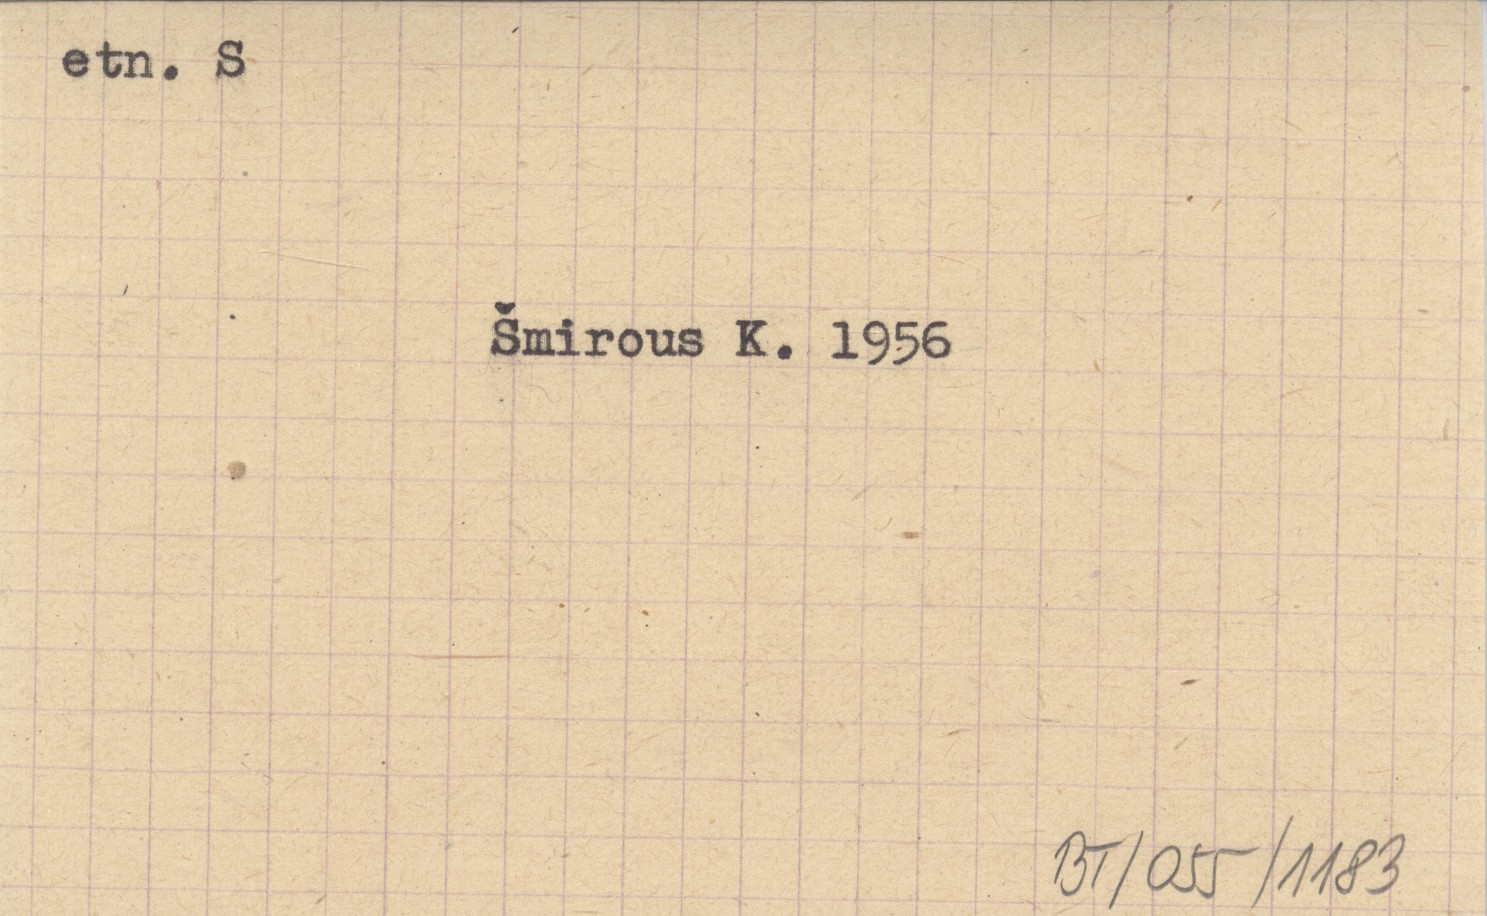 etn. S
Šmirous K. 1956
BT/055/1183